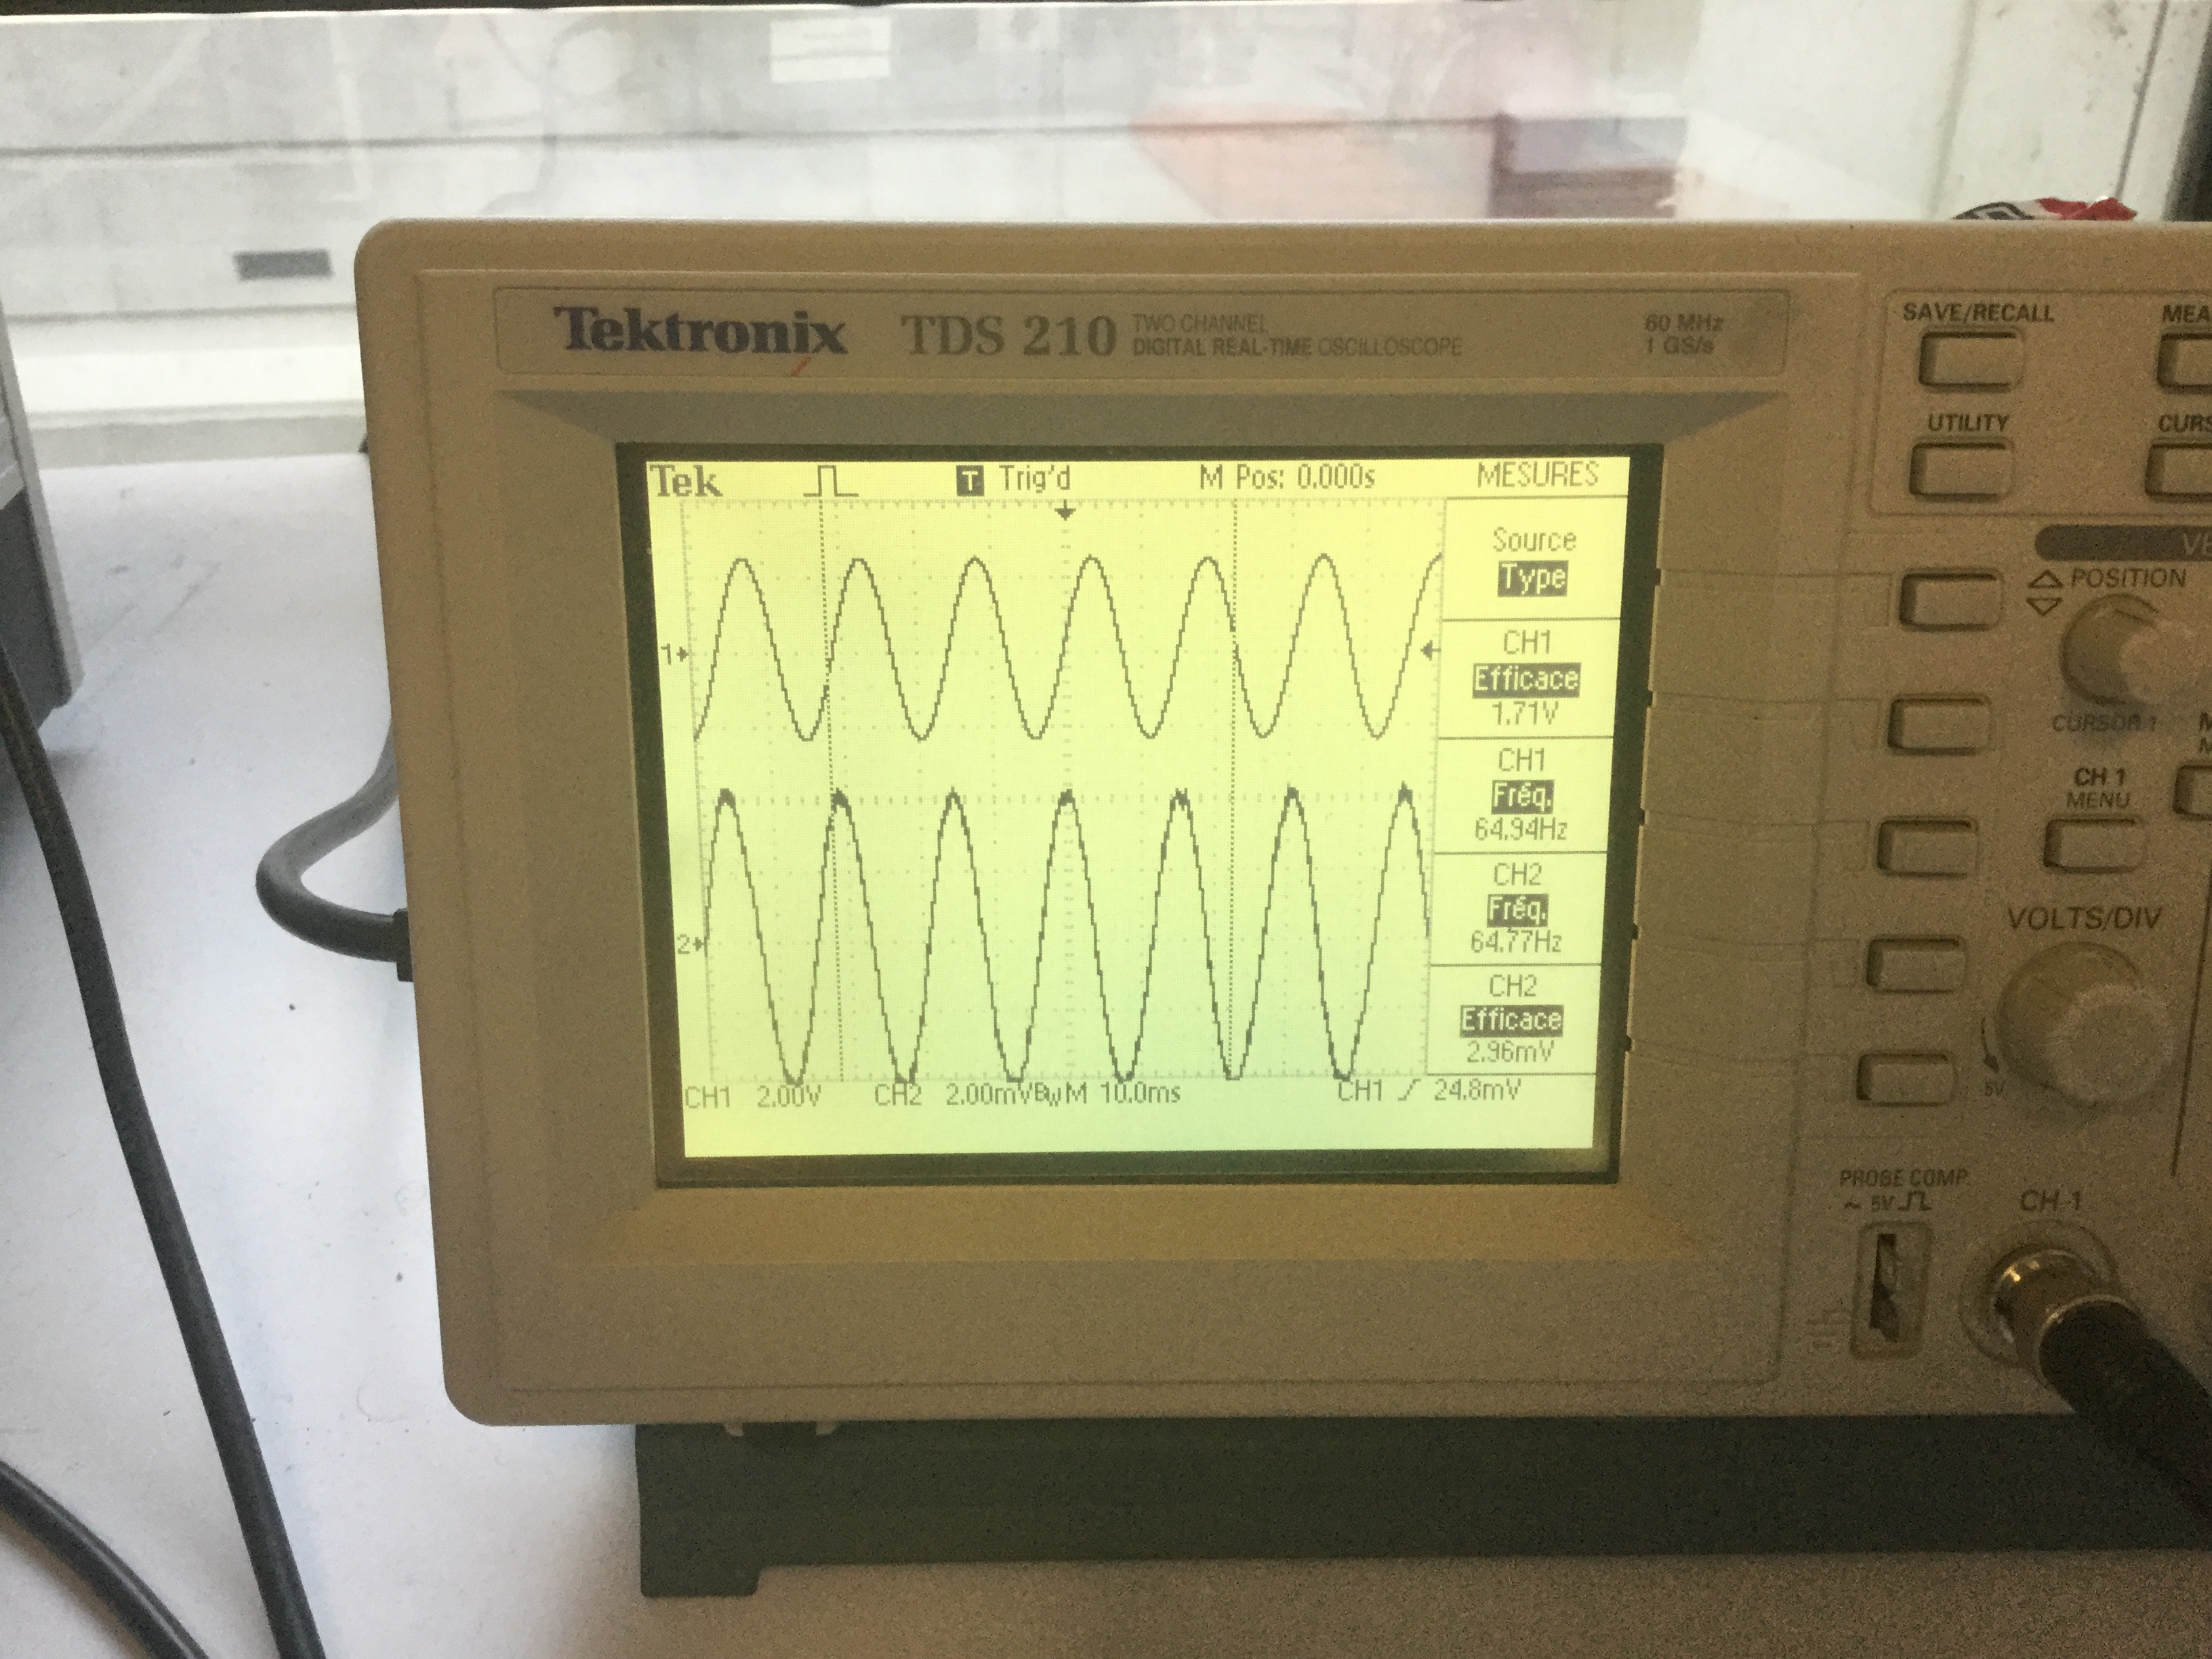 Tektronix TDS 210 TWO CHANNEL
DIGITAL REAL-TIME OSCILLOSCOPE
60 MHz
1 GS/s
SAVE/RECALL
UTILITY
Tek T Trig'd M Pos: 0.000s MESURES
Source
Type
CH1
Efficace
1.71V
CH1
Fréq.
64.94Hz
CH2
Fréq.
64.77Hz
CH2
Efficace
2.96mV
1
2
CH1 2.00V CH2 2.00mVBW M 10.0ms CH1 24.8mV
POSITION
CURSOR 1
CH 1
MENU
VOLTS/DIV
5V
PROBE COMP
~ 5V
CH 1